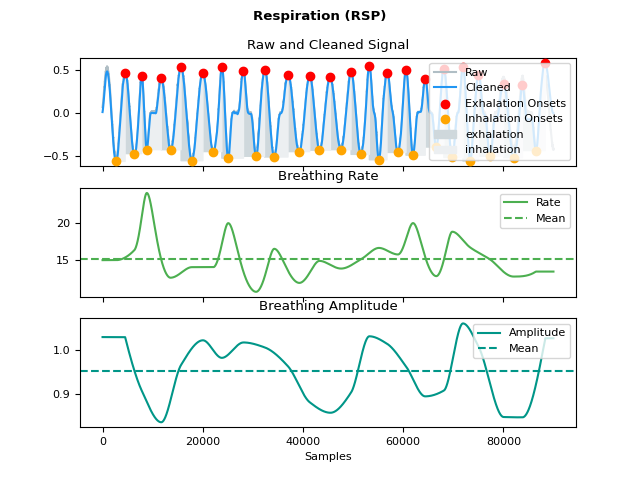 Respiration (RSP)
Raw and Cleaned Signal
0.5
0.0
−0.5
Raw
Cleaned
Exhalation Onsets
Inhalation Onsets
exhalation
inhalation
Breathing Rate
20
15
Rate
Mean
Breathing Amplitude
1.0
0.9
Amplitude
Mean
0
20000
40000
60000
80000
Samples